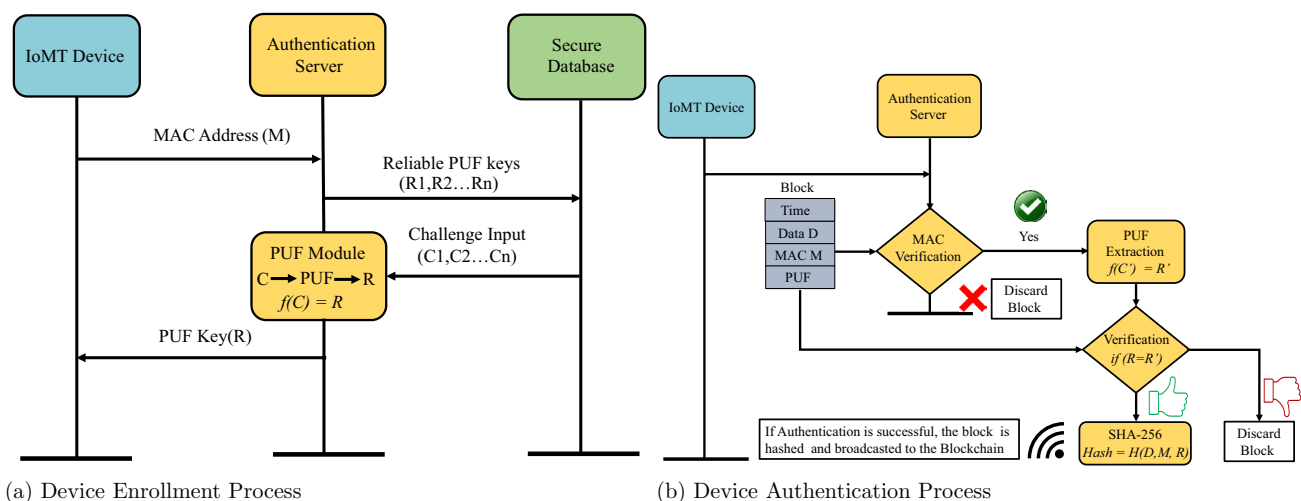 IoMT Device
Authentication
Server
Secure
Database
MAC Address (M)
Reliable PUF keys
(R1,R2…Rn)
Challenge Input
(C1,C2…Cn)
PUF Module
C PUF R
f(C) = R
PUF Key(R)
(a) Device Enrollment Process
IoMT Device
Authentication
Server
Block
Time
Data D
MAC M
PUF
MAC
Verification
Yes
PUF
Extraction
f(C’) = R’
Discard
Block
Verification
if (R=R’)
If Authentication is successful, the block is
hashed and broadcasted to the Blockchain
SHA-256
Hash = H(D,M, R)
Discard
Block
(b) Device Authentication Process